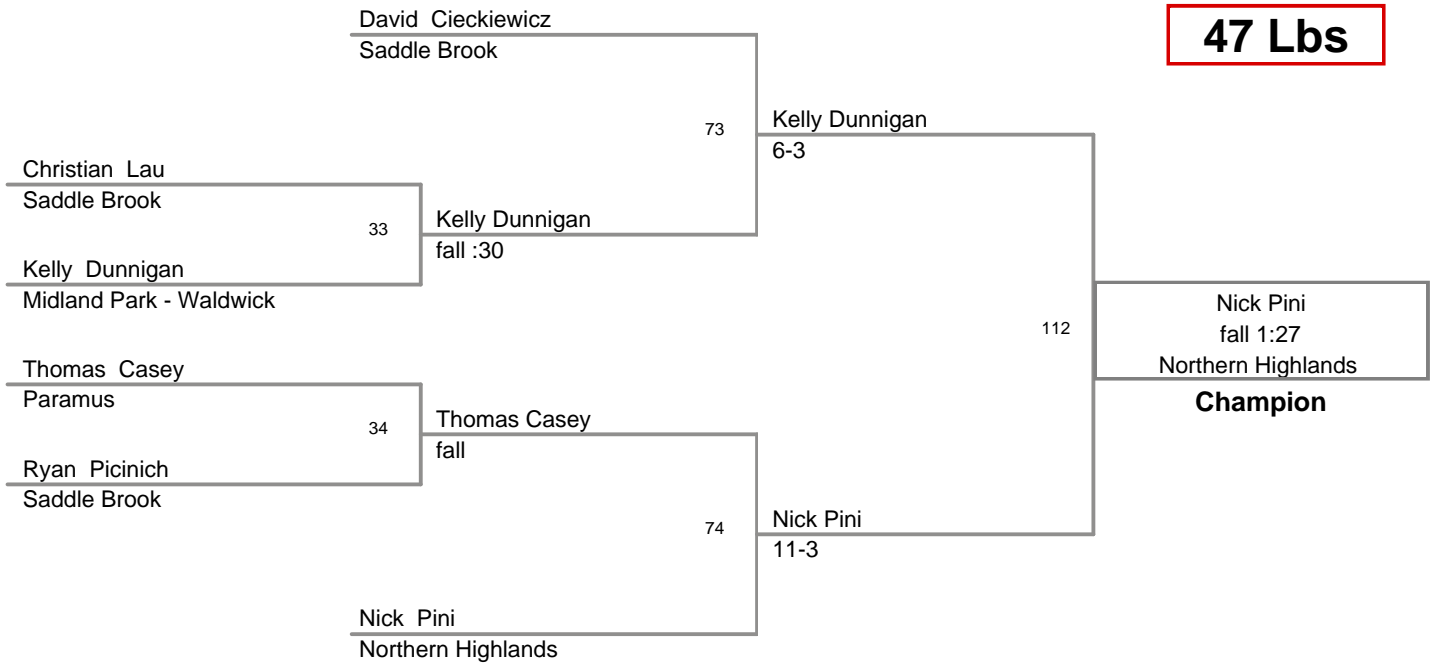 David  Cieckiewicz
Saddle Brook
47 Lbs
73
Kelly Dunnigan
6-3
Christian  Lau
Saddle Brook
33
Kelly Dunnigan
fall :30
Kelly  Dunnigan
Midland Park - Waldwick
112
Nick Pini
fall 1:27
Northern Highlands
Champion
Thomas  Casey
Paramus
34
Thomas Casey
fall
Ryan  Picinich
Saddle Brook
74
Nick Pini
11-3
Nick  Pini
Northern Highlands